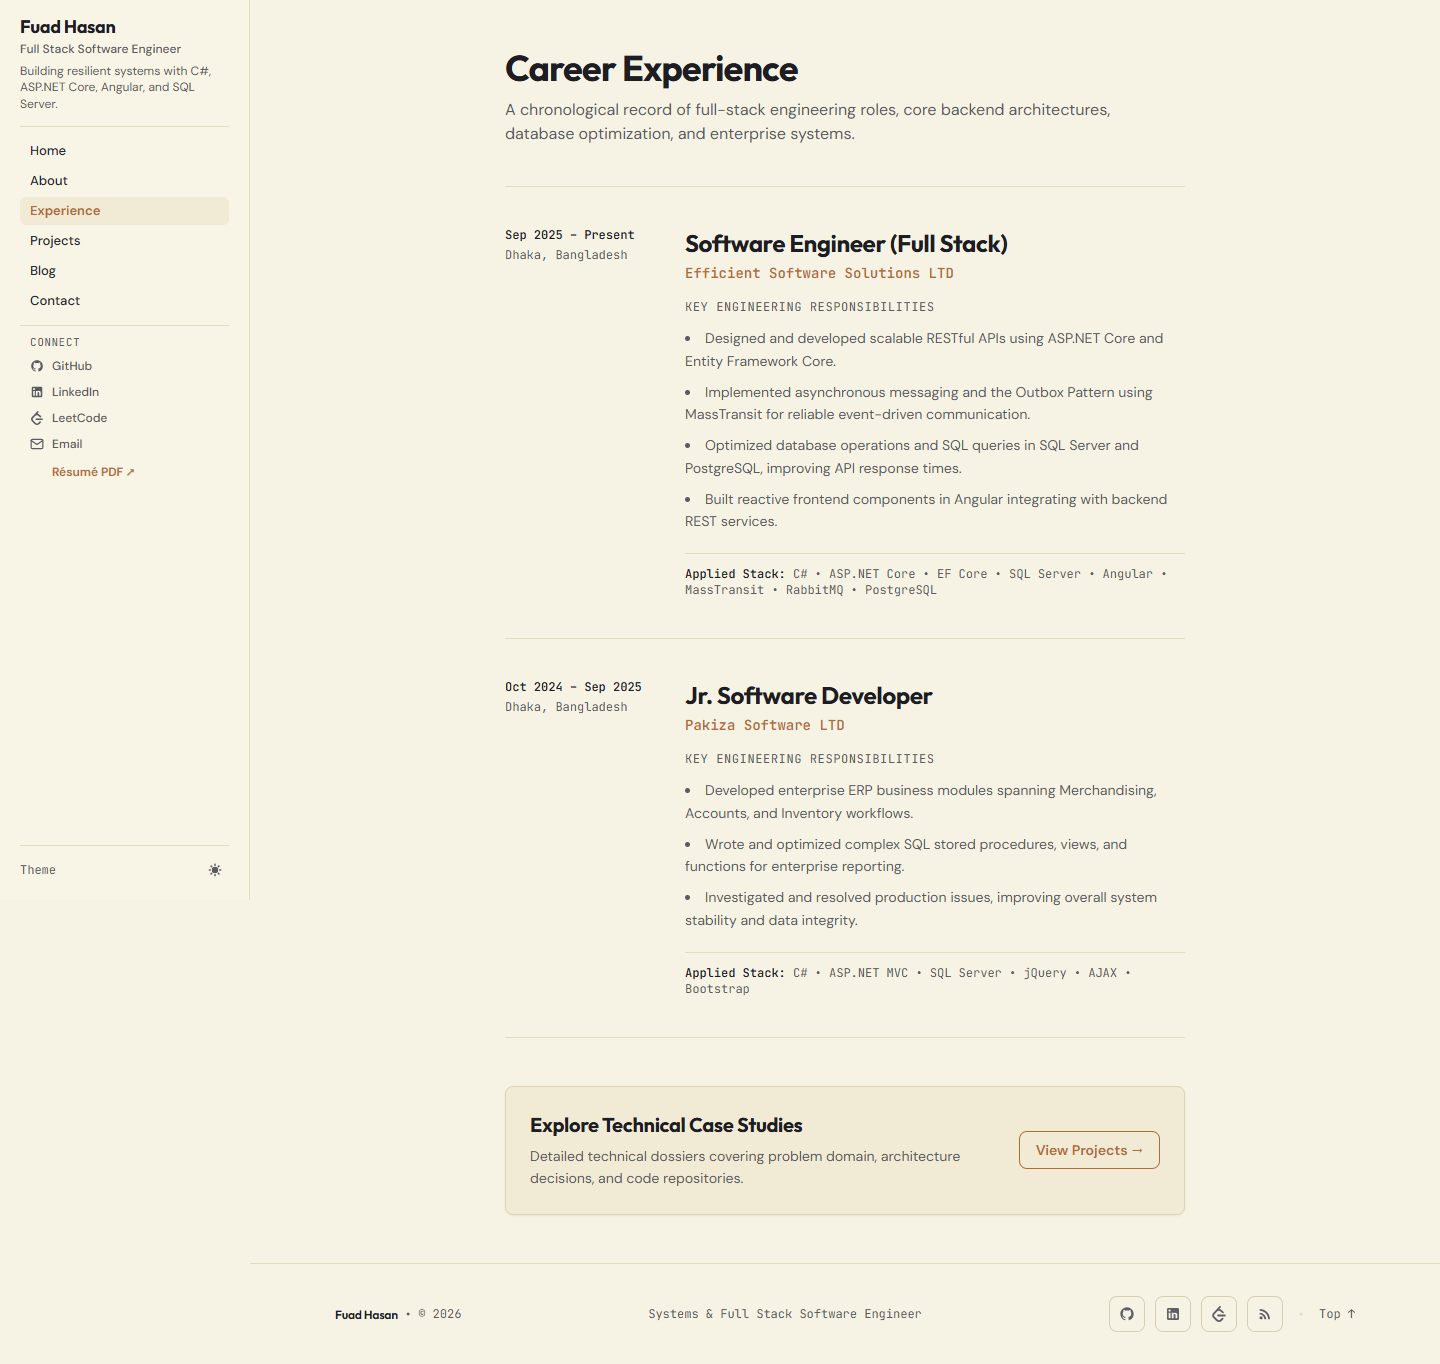 Fuad Hasan
Full Stack Software Engineer
Building resilient systems with C#,
ASP.NET Core, Angular, and SQL
Server.
Home
About
Experience
Projects
Blog
Contact
CONNECT
GitHub
LinkedIn
LeetCode
Email
Résumé PDF ↗
Theme
Career Experience
A chronological record of full-stack engineering roles, core backend architectures,
database optimization, and enterprise systems.
Sep 2025 – Present
Dhaka, Bangladesh
Software Engineer (Full Stack)
Efficient Software Solutions LTD
KEY ENGINEERING RESPONSIBILITIES
• Designed and developed scalable RESTful APIs using ASP.NET Core and
Entity Framework Core.
• Implemented asynchronous messaging and the Outbox Pattern using
MassTransit for reliable event-driven communication.
• Optimized database operations and SQL queries in SQL Server and
PostgreSQL, improving API response times.
• Built reactive frontend components in Angular integrating with backend
REST services.
Applied Stack: C# • ASP.NET Core • EF Core • SQL Server • Angular •
MassTransit • RabbitMQ • PostgreSQL
Oct 2024 – Sep 2025
Dhaka, Bangladesh
Jr. Software Developer
Pakiza Software LTD
KEY ENGINEERING RESPONSIBILITIES
• Developed enterprise ERP business modules spanning Merchandising,
Accounts, and Inventory workflows.
• Wrote and optimized complex SQL stored procedures, views, and
functions for enterprise reporting.
• Investigated and resolved production issues, improving overall system
stability and data integrity.
Applied Stack: C# • ASP.NET MVC • SQL Server • jQuery • AJAX •
Bootstrap
Explore Technical Case Studies
Detailed technical dossiers covering problem domain, architecture
decisions, and code repositories.
View Projects →
Fuad Hasan • © 2026
Systems & Full Stack Software Engineer
• Top ↑